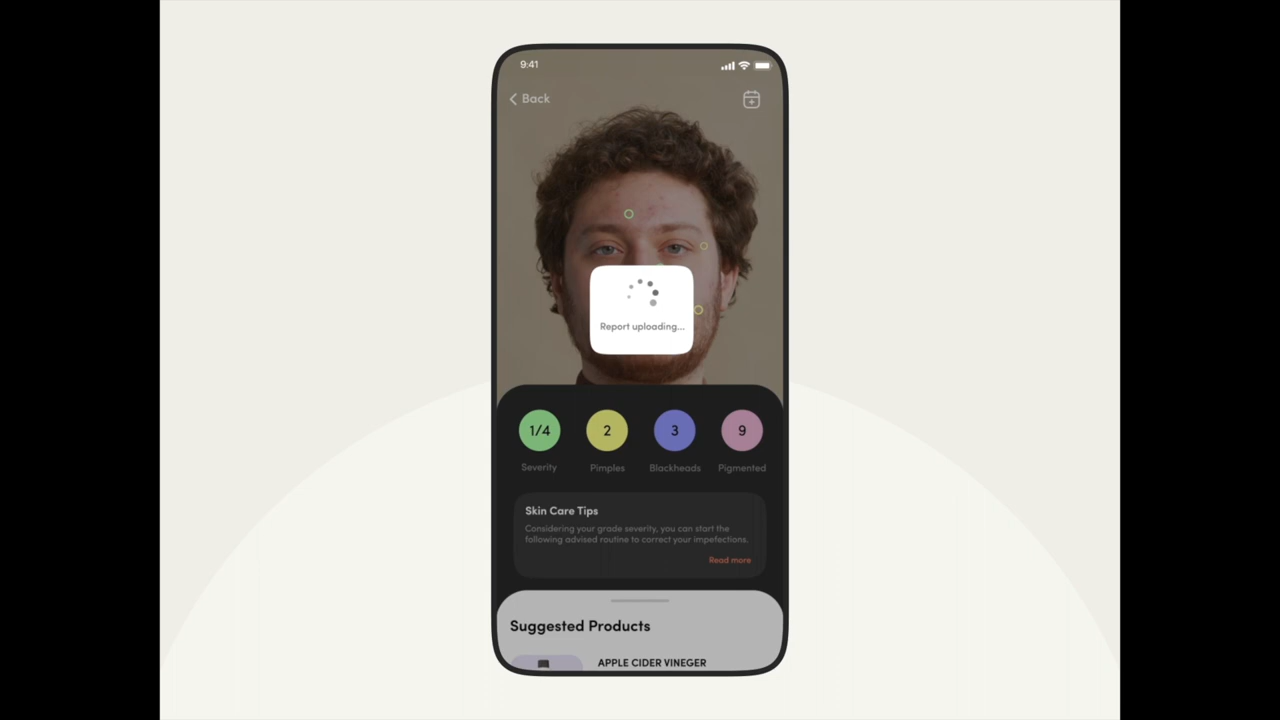 9:41
Back
Report uploading...
1/4
2
3
9
Severity
Pimples
Blackheads
Pigmented
Skin Care Tips
Considering your grade severity, you can start the
following advised routine to correct your impefections.
Read more
Suggested Products
APPLE CIDER VINEGER